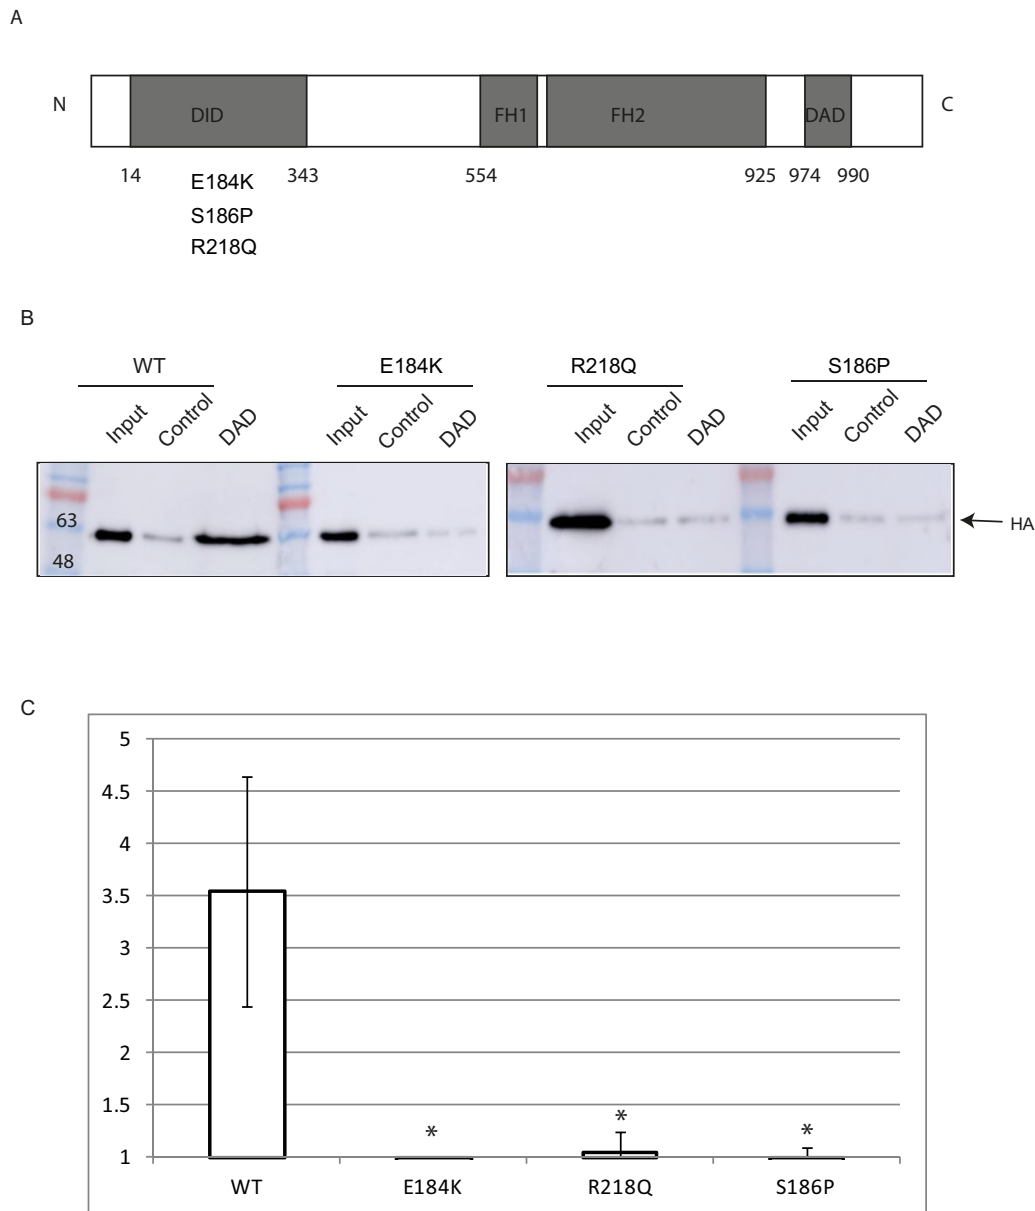 A
N DID FH1 FH2 DAD C
14 343 554 925 974 990
E184K
S186P
R218Q
B
WT E184K R218Q S186P
Input Control DAD Input Control DAD Input Control DAD Input Control DAD
63
HA
48
C
5
4.5
4
3.5
3
2.5
2
1.5
* * *
1
WT E184K R218Q S186P